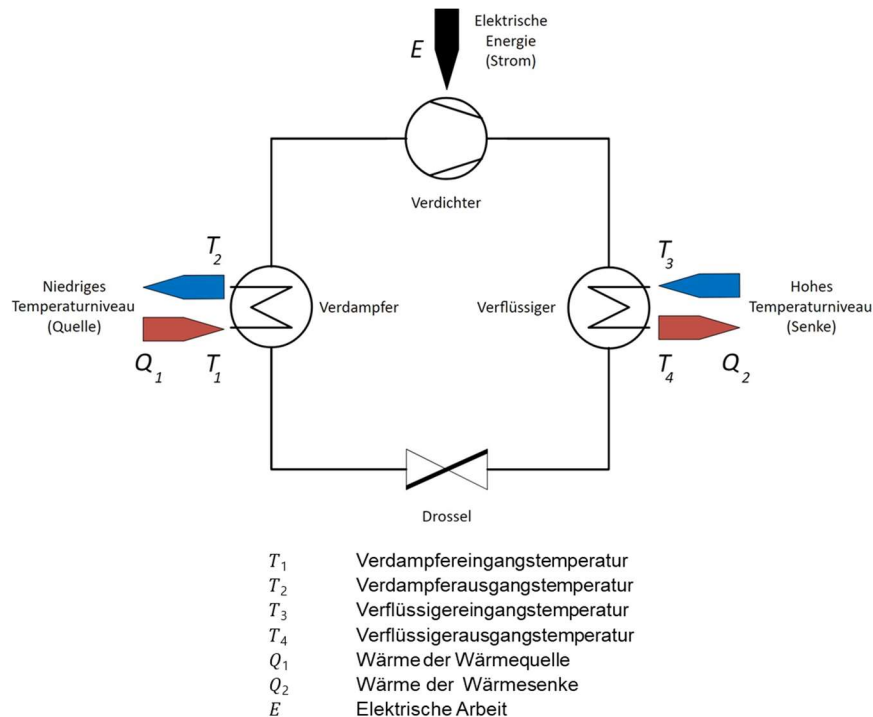 E
Elektrische
Energie
(Strom)
Verdichter
T2
T3
Niedriges
Temperaturniveau
(Quelle)
Verdampfer
Verflüssiger
Hohes
Temperaturniveau
(Senke)
Q1
T1
T4
Q2
Drossel
T1 Verdampfereingangstemperatur
T2 Verdampferausgangstemperatur
T3 Verflüssigereingangstemperatur
T4 Verflüssigerausgangstemperatur
Q1 Wärme der Wärmequelle
Q2 Wärme der Wärmesenke
E Elektrische Arbeit